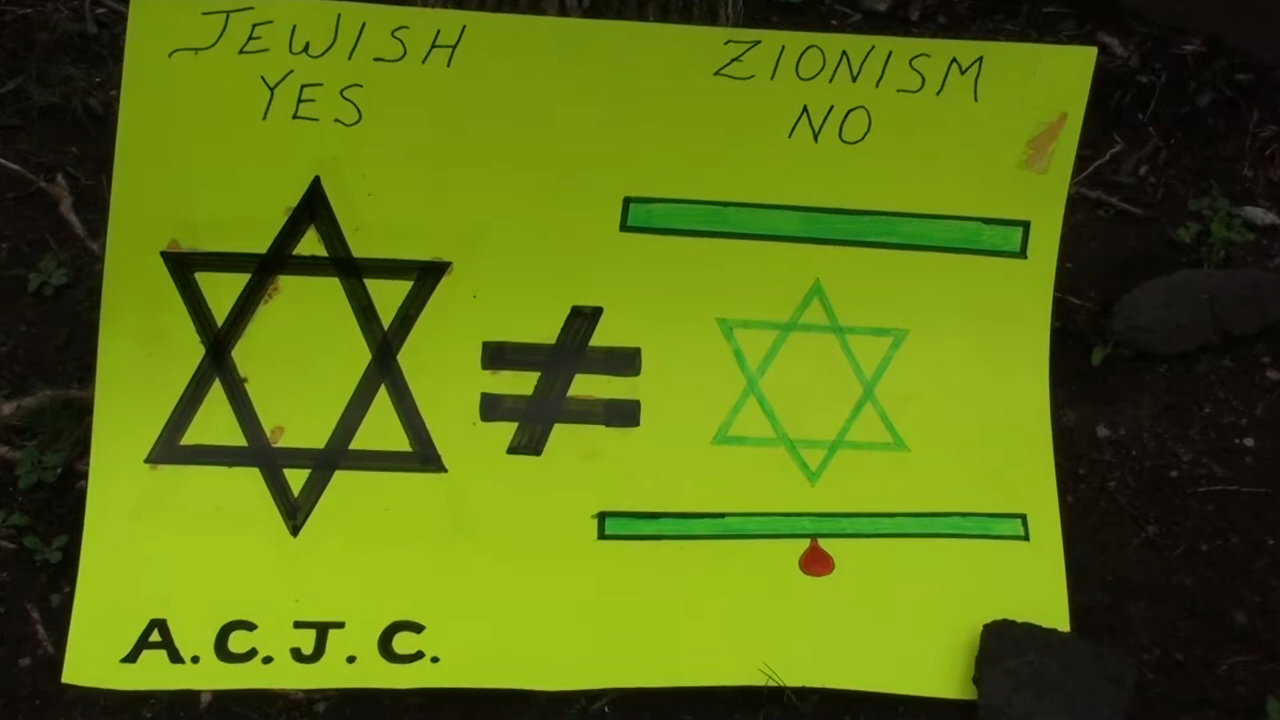 JEWISH
YES
ZIONISM
NO
≠
A.C.J.C.